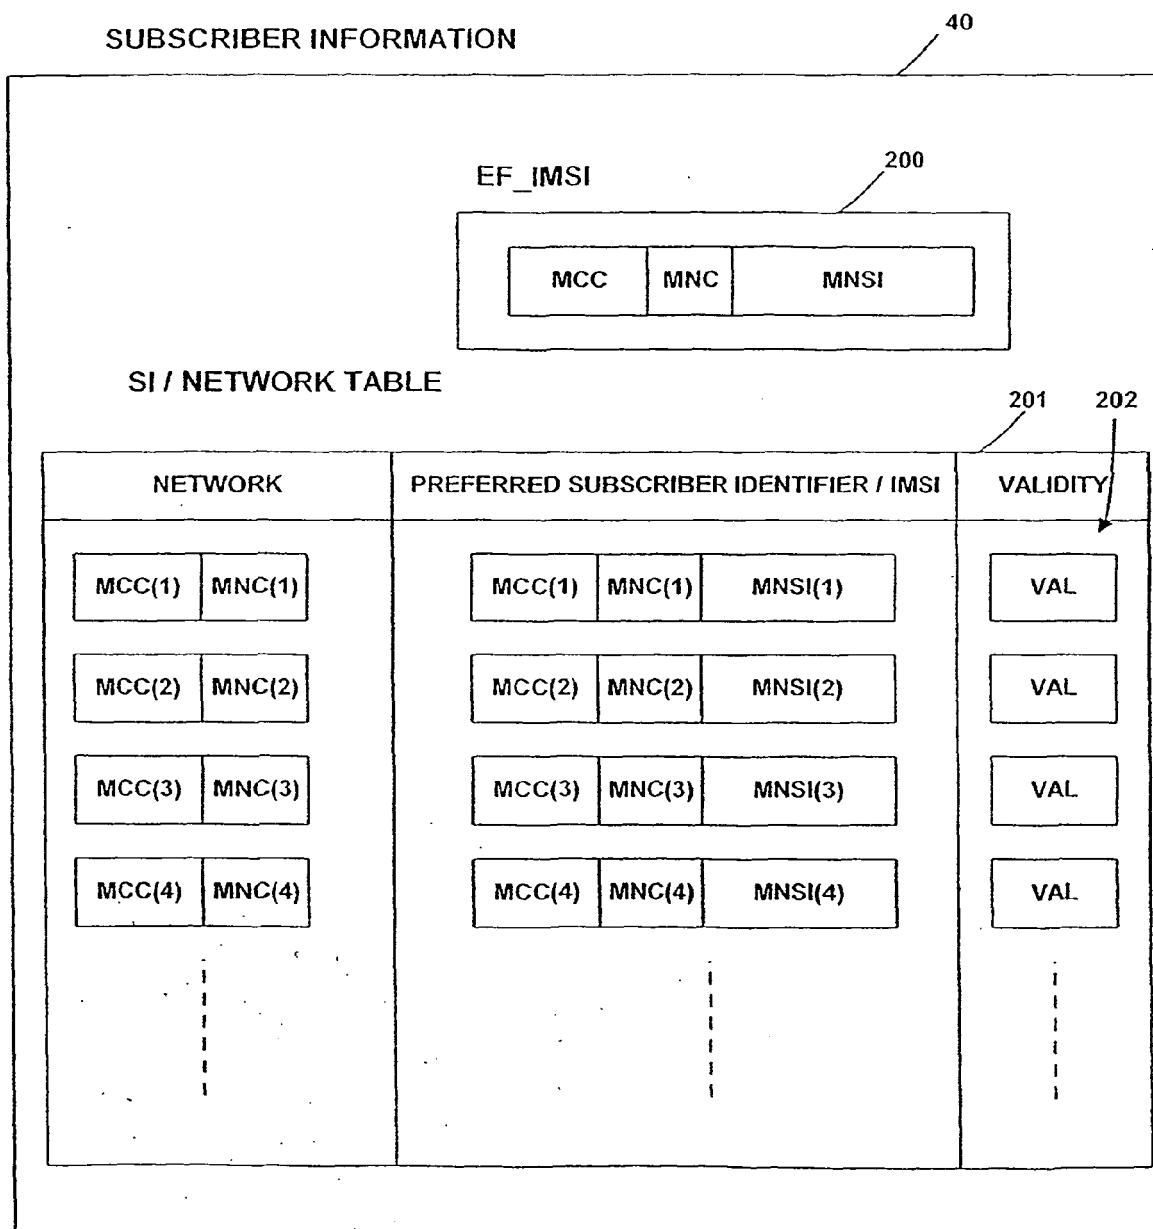 SUBSCRIBER INFORMATION
40
EF_IMSI
200
MCC MNC MNSI
SI / NETWORK TABLE
201 202
NETWORK PREFERRED SUBSCRIBER IDENTIFIER / IMSI VALIDITY
MCC(1) MNC(1) MCC(1) MNC(1) MNSI(1) VAL
MCC(2) MNC(2) MCC(2) MNC(2) MNSI(2) VAL
MCC(3) MNC(3) MCC(3) MNC(3) MNSI(3) VAL
MCC(4) MNC(4) MCC(4) MNC(4) MNSI(4) VAL